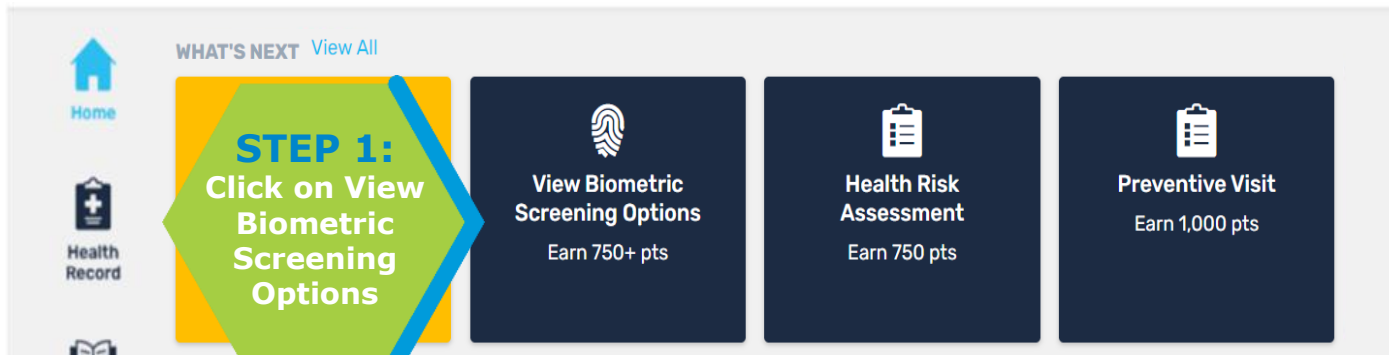 WHAT'S NEXT View All
Home
Health
Record
STEP 1:
Click on View
Biometric
Screening
Options
View Biometric
Screening Options
Earn 750+ pts
Health Risk
Assessment
Earn 750 pts
Preventive Visit
Earn 1,000 pts